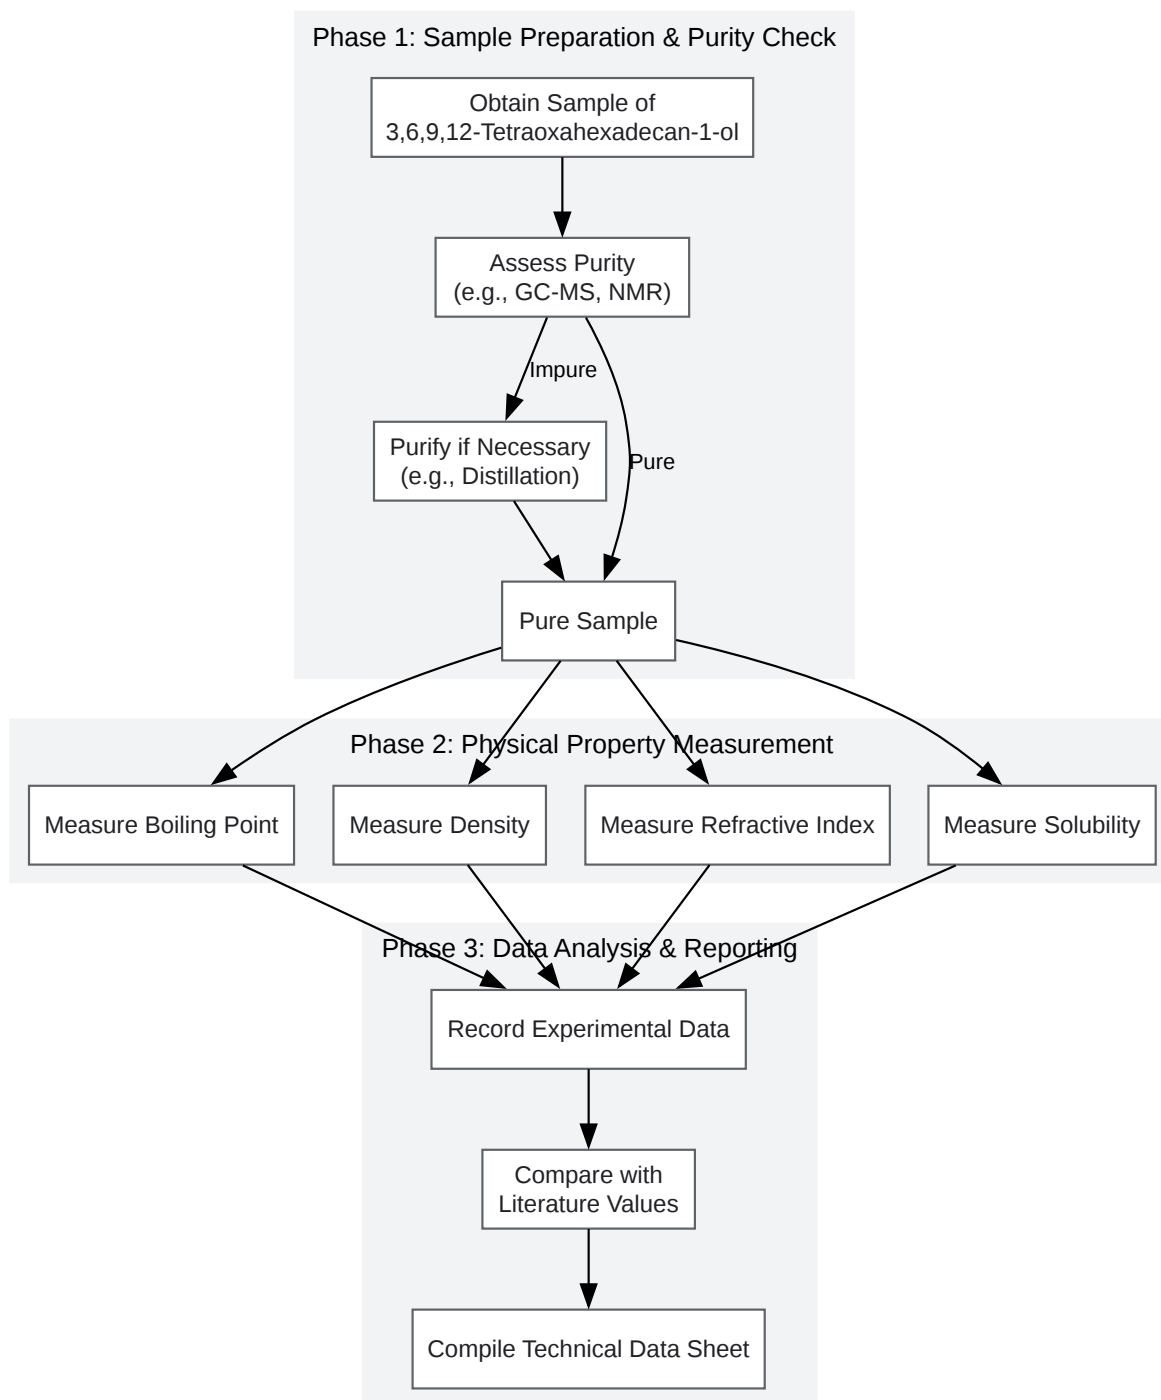 Phase 1: Sample Preparation & Purity Check
Obtain Sample of
3,6,9,12-Tetraoxahexadecan-1-ol
Assess Purity
(e.g., GC-MS, NMR)
Impure
Purify if Necessary
(e.g., Distillation)
Pure
Pure Sample
Phase 2: Physical Property Measurement
Measure Boiling Point
Measure Density
Measure Refractive Index
Measure Solubility
Phase 3: Data Analysis & Reporting
Record Experimental Data
Compare with
Literature Values
Compile Technical Data Sheet